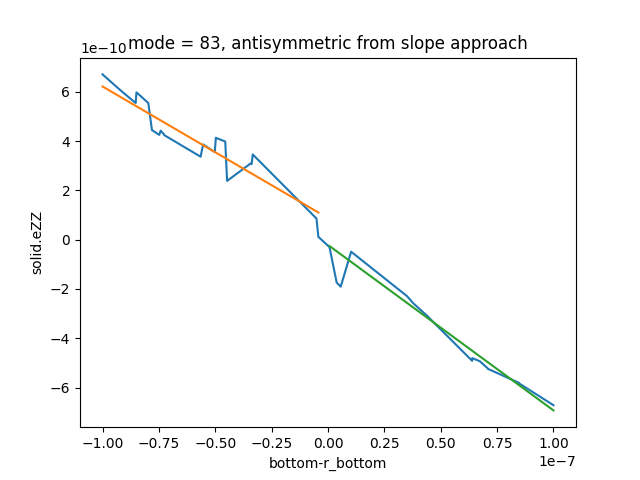 mode = 83, antisymmetric from slope approach
1e−10
6
4
2
0
−2
−4
−6
solid.eZZ
−1.00 −0.75 −0.50 −0.25 0.00 0.25 0.50 0.75 1.00
bottom-r_bottom
1e−7